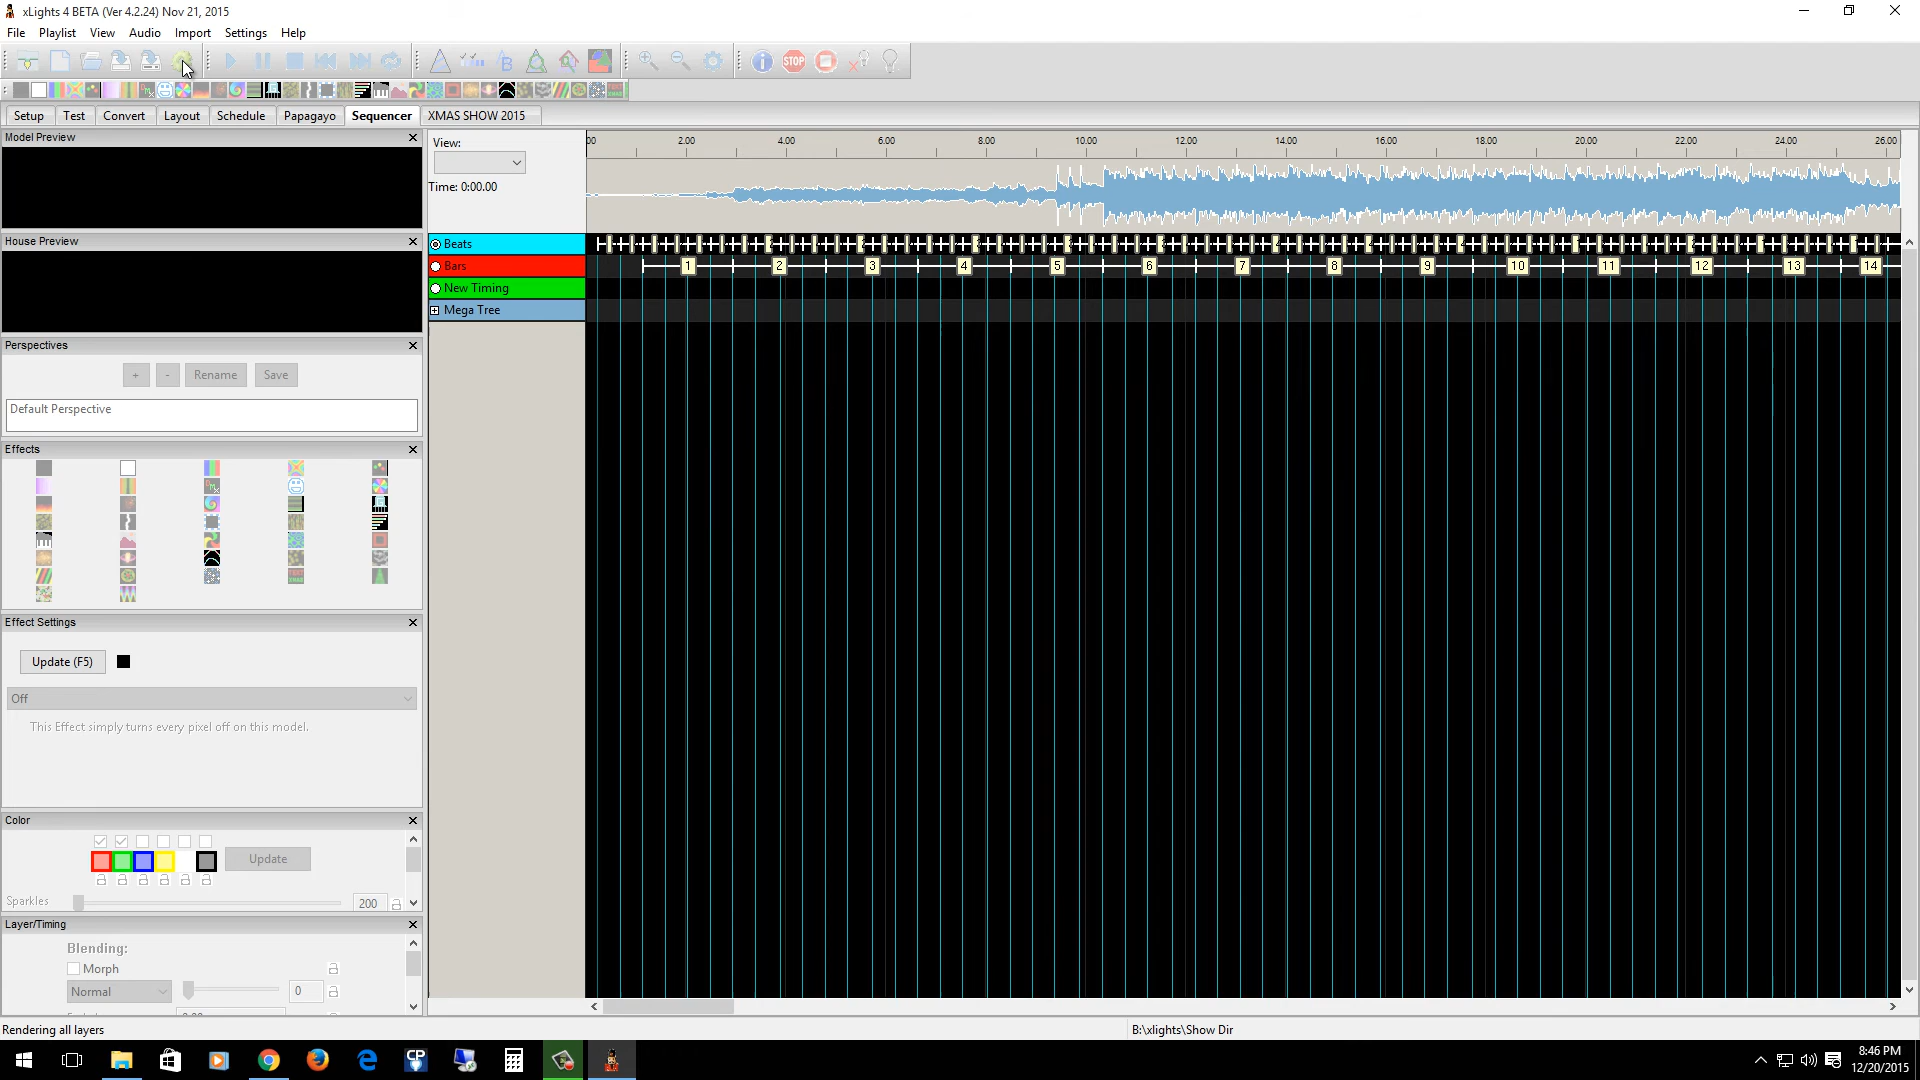 xLights 4 BETA (Ver 4.2.24) Nov 21, 2015
File Playlist View Audio Import Settings Help
STOP
Setup Test Convert Layout Schedule Papagayo Sequencer XMAS SHOW 2015
Model Preview
House Preview
Perspectives
+ - Rename Save
Default Perspective
Effects
Effect Settings
Update (F5)
Off
This Effect simply turns every pixel off on this model.
Color
Update
Sparkles 200
Layer/Timing
Blending:
Morph
Normal 0
View:
Time: 0:00.00
00 2.00 4.00 6.00 8.00 10.00 12.00 14.00 16.00 18.00 20.00 22.00 24.00 26.00
Beats
Bars 1 2 3 4 5 6 7 8 9 10 11 12 13 14
New Timing
Mega Tree
Rendering all layers B:\xlights\Show Dir
CP
8:46 PM
12/20/2015